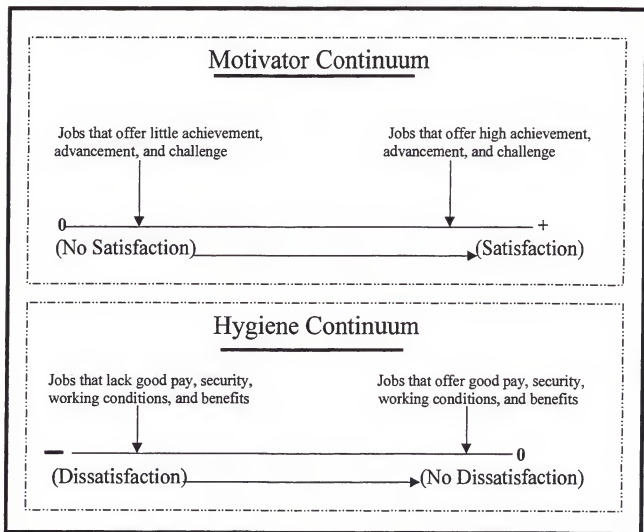 Motivator Continuum
Jobs that offer little achievement,
advancement, and challenge
Jobs that offer high achievement,
advancement, and challenge
0 +
(No Satisfaction) (Satisfaction)
Hygiene Continuum
Jobs that lack good pay, security,
working conditions, and benefits
Jobs that offer good pay, security,
working conditions, and benefits
– 0
(Dissatisfaction) (No Dissatisfaction)